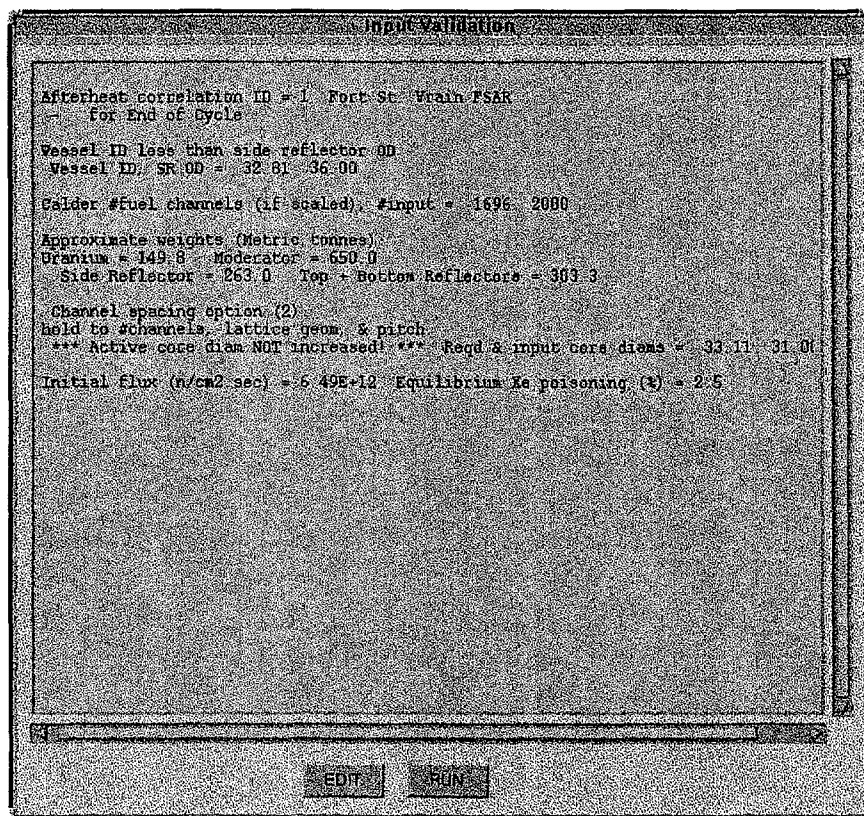 Input Validation
Afterheat correlation ID = 1 Fort St Vrain FSAR
for End of Cycle
Vessel ID less than side reflector OD
Vessel ID, SR OD = 32.81 36.00
Calder #fuel channels (if scaled), #input = 1696 2000
Approximate weights (Metric tonnes)
Uranium = 149.8 Moderator = 650.0
Side Reflector = 263.0 Top + Bottom Reflectors = 303.3
Channel spacing option (2)
hold to #channels, lattice geom, & pitch
*** Active core diam NOT increased! *** Reqd & input core diams = 33.11 31.0
Initial flux (n/cm2 sec) = 6.49E+12 Equilibrium Xe poisoning (%) = 2.5
EDIT RUN